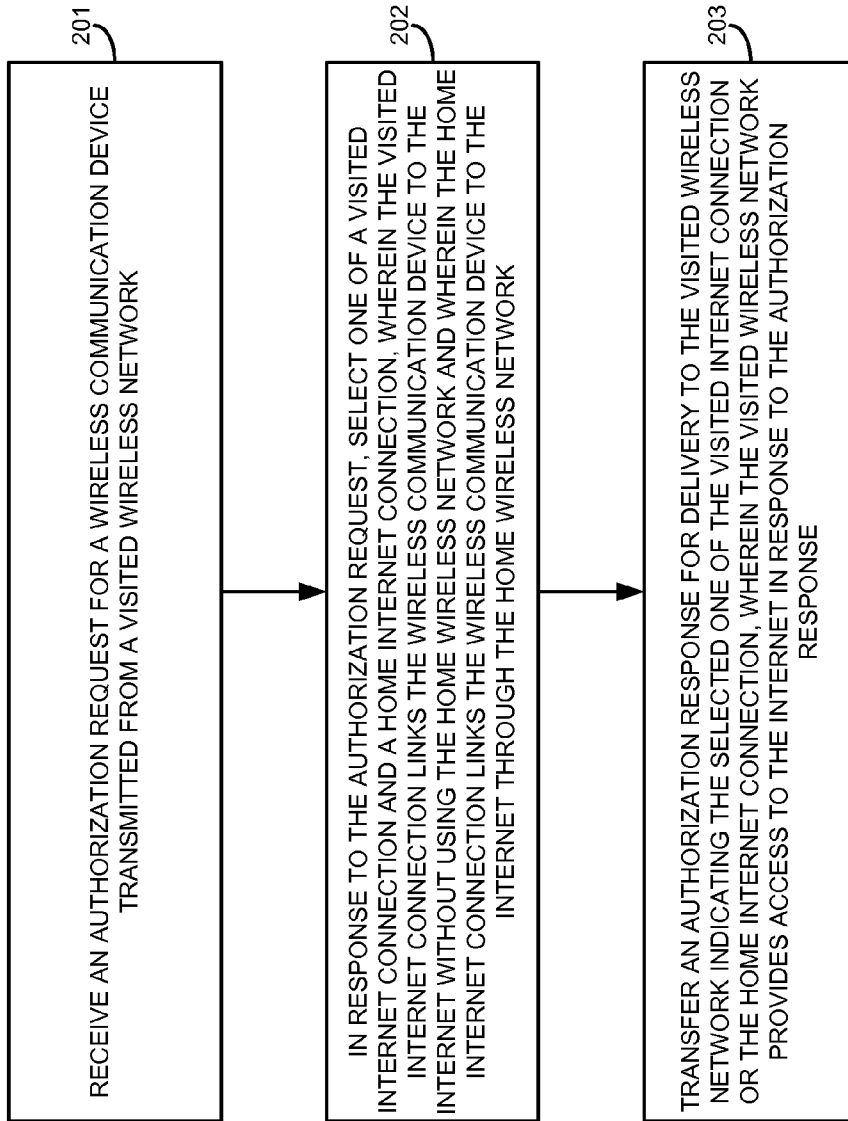 201
RECEIVE AN AUTHORIZATION REQUEST FOR A WIRELESS COMMUNICATION DEVICE
TRANSMITTED FROM A VISITED WIRELESS NETWORK
202
IN RESPONSE TO THE AUTHORIZATION REQUEST, SELECT ONE OF A VISITED
INTERNET CONNECTION AND A HOME INTERNET CONNECTION, WHEREIN THE VISITED
INTERNET CONNECTION LINKS THE WIRELESS COMMUNICATION DEVICE TO THE
INTERNET WITHOUT USING THE HOME WIRELESS NETWORK AND WHEREIN THE HOME
INTERNET CONNECTION LINKS THE WIRELESS COMMUNICATION DEVICE TO THE
INTERNET THROUGH THE HOME WIRELESS NETWORK
203
TRANSFER AN AUTHORIZATION RESPONSE FOR DELIVERY TO THE VISITED WIRELESS
NETWORK INDICATING THE SELECTED ONE OF THE VISITED INTERNET CONNECTION
OR THE HOME INTERNET CONNECTION, WHEREIN THE VISITED WIRELESS NETWORK
PROVIDES ACCESS TO THE INTERNET IN RESPONSE TO THE AUTHORIZATION
RESPONSE